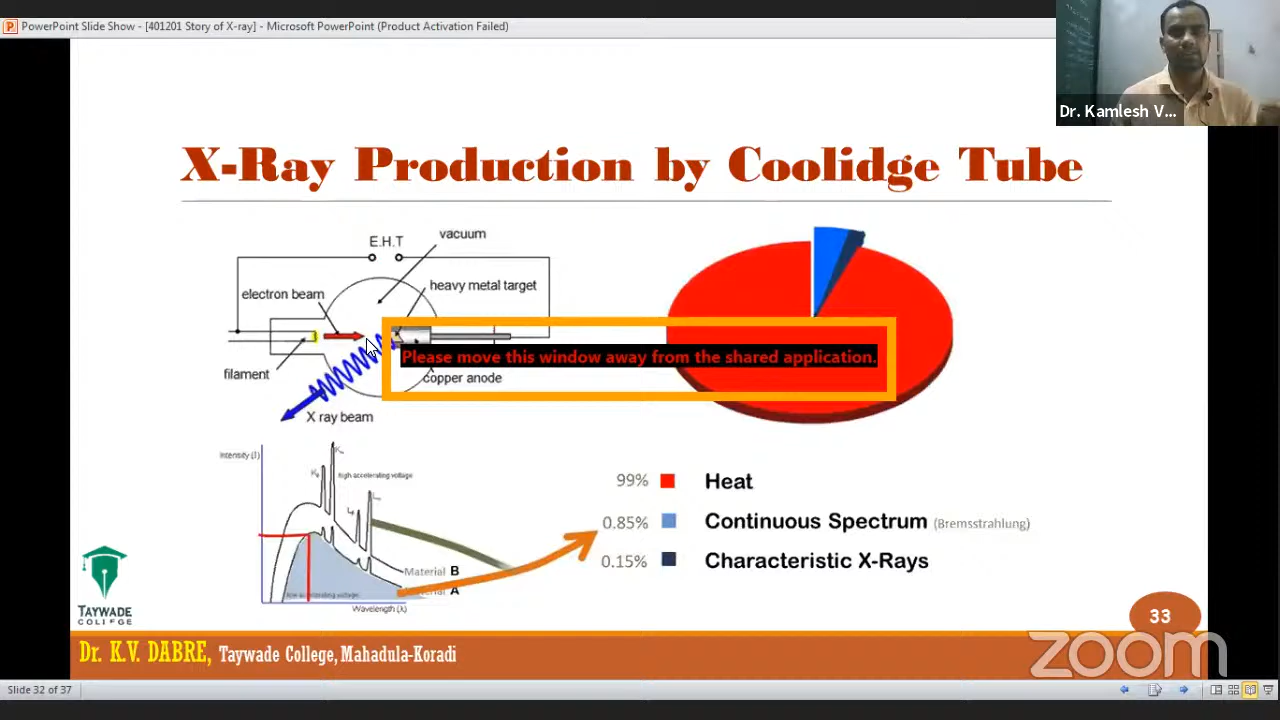 PowerPoint Slide Show - [401201 Story of X-ray] - Microsoft PowerPoint (Product Activation Failed)
Dr. Kamlesh V...
X-Ray Production by Coolidge Tube
E.H.T
vacuum
electron beam
heavy metal target
filament
copper anode
X ray beam
Please move this window away from the shared application.
Intensity (I)
high accelerating voltage
low accelerating voltage
Material B
A
Wavelength (λ)
99% Heat
0.85% Continuous Spectrum (Bremsstrahlung)
0.15% Characteristic X-Rays
TAYWADE
COLLEGE
33
Dr. K.V. DABRE, Taywade College, Mahadula-Koradi
zoom
Slide 32 of 37